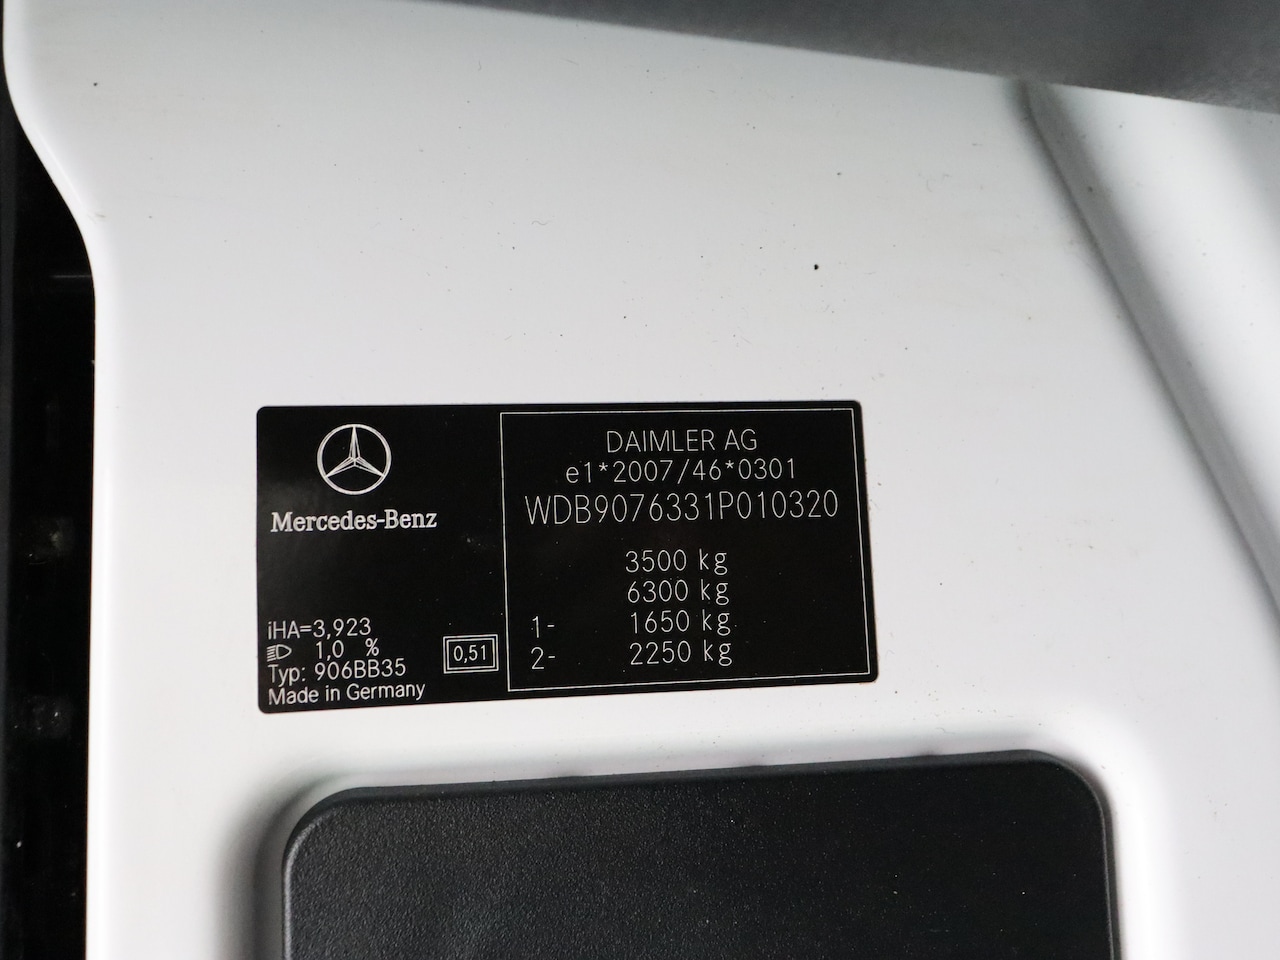 Mercedes-Benz
iHA=3,923
1,0 %
Typ: 906BB35
Made in Germany
0,51
DAIMLER AG
e1*2007/46*0301
WDB9076331P010320
3500 kg
6300 kg
1- 1650 kg
2- 2250 kg